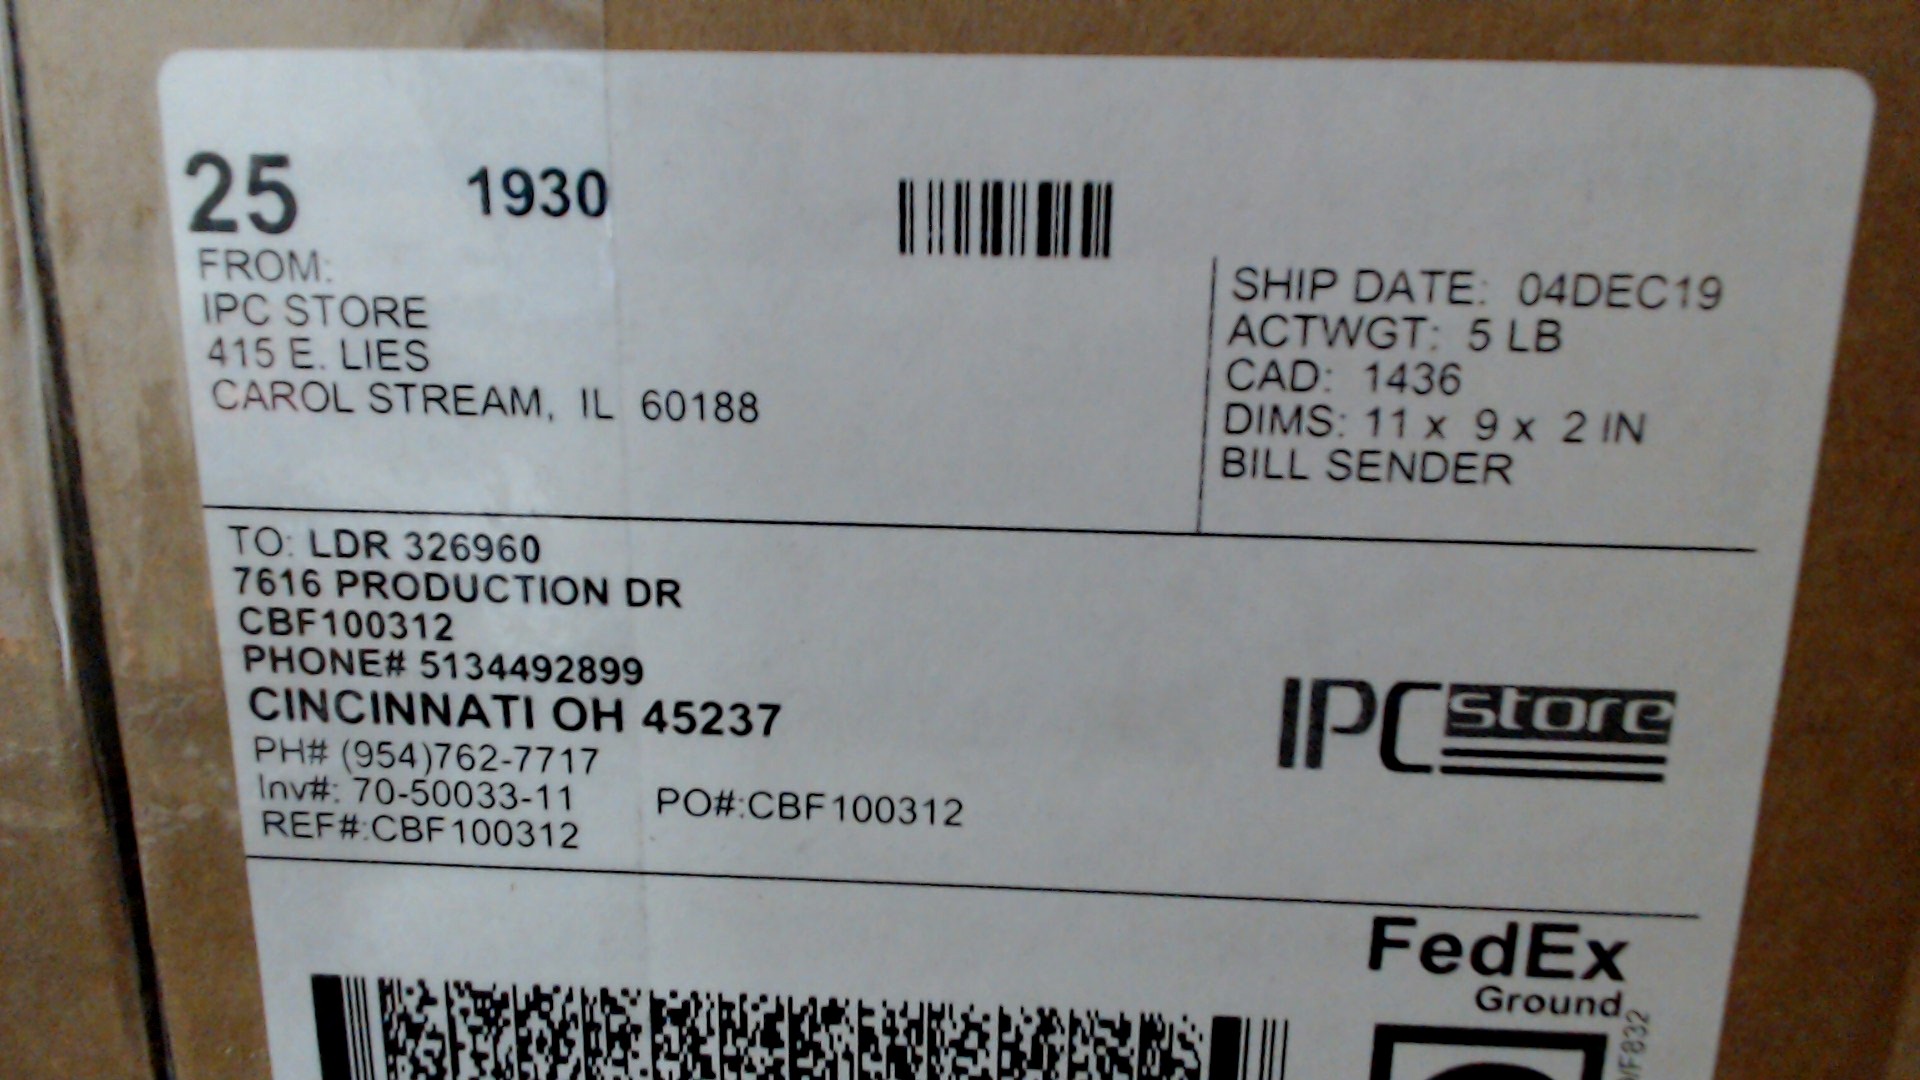 25 1930
FROM:
IPC STORE
415 E. LIES
CAROL STREAM, IL 60188
SHIP DATE: 04DEC19
ACTWGT: 5 LB
CAD: 1436
DIMS: 11 x 9 x 2 IN
BILL SENDER
TO: LDR 326960
7616 PRODUCTION DR
CBF100312
PHONE# 5134492899
CINCINNATI OH 45237
PH# (954)762-7717
Inv#: 70-50033-11 PO#:CBF100312
REF#:CBF100312
IPC store
FedEx
Ground